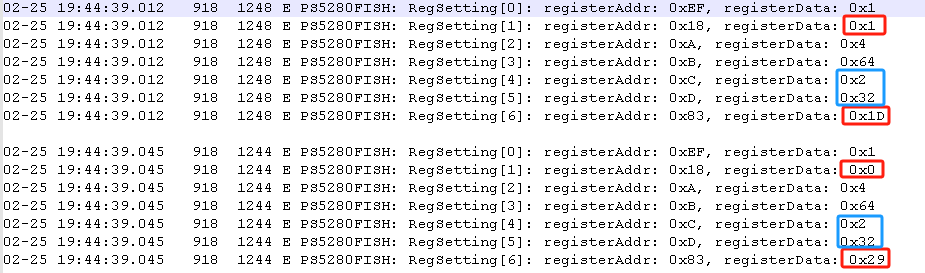 02-25 19:44:39.012 918 1248 E PS5280FISH: RegSetting[0]: registerAddr: 0xEF, registerData: 0x1
02-25 19:44:39.012 918 1248 E PS5280FISH: RegSetting[1]: registerAddr: 0x18, registerData: 0x1
02-25 19:44:39.012 918 1248 E PS5280FISH: RegSetting[2]: registerAddr: 0xA, registerData: 0x4
02-25 19:44:39.012 918 1248 E PS5280FISH: RegSetting[3]: registerAddr: 0xB, registerData: 0x64
02-25 19:44:39.012 918 1248 E PS5280FISH: RegSetting[4]: registerAddr: 0xC, registerData: 0x2
02-25 19:44:39.012 918 1248 E PS5280FISH: RegSetting[5]: registerAddr: 0xD, registerData: 0x32
02-25 19:44:39.012 918 1248 E PS5280FISH: RegSetting[6]: registerAddr: 0x83, registerData: 0x1D
02-25 19:44:39.045 918 1244 E PS5280FISH: RegSetting[0]: registerAddr: 0xEF, registerData: 0x1
02-25 19:44:39.045 918 1244 E PS5280FISH: RegSetting[1]: registerAddr: 0x18, registerData: 0x0
02-25 19:44:39.045 918 1244 E PS5280FISH: RegSetting[2]: registerAddr: 0xA, registerData: 0x4
02-25 19:44:39.045 918 1244 E PS5280FISH: RegSetting[3]: registerAddr: 0xB, registerData: 0x64
02-25 19:44:39.045 918 1244 E PS5280FISH: RegSetting[4]: registerAddr: 0xC, registerData: 0x2
02-25 19:44:39.045 918 1244 E PS5280FISH: RegSetting[5]: registerAddr: 0xD, registerData: 0x32
02-25 19:44:39.045 918 1244 E PS5280FISH: RegSetting[6]: registerAddr: 0x83, registerData: 0x29